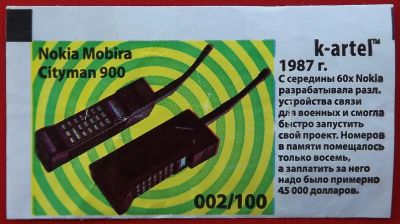 Nokia Mobira
Cityman 900
k-artel™
1987 г.
С середины 60х Nokia
разрабатывала разл.
устройства связи
для военных и смогла
быстро запустить
свой проект. Номеров
в памяти помещалось
только восемь,
а заплатить за него
надо было примерно
45 000 долларов.
002/100